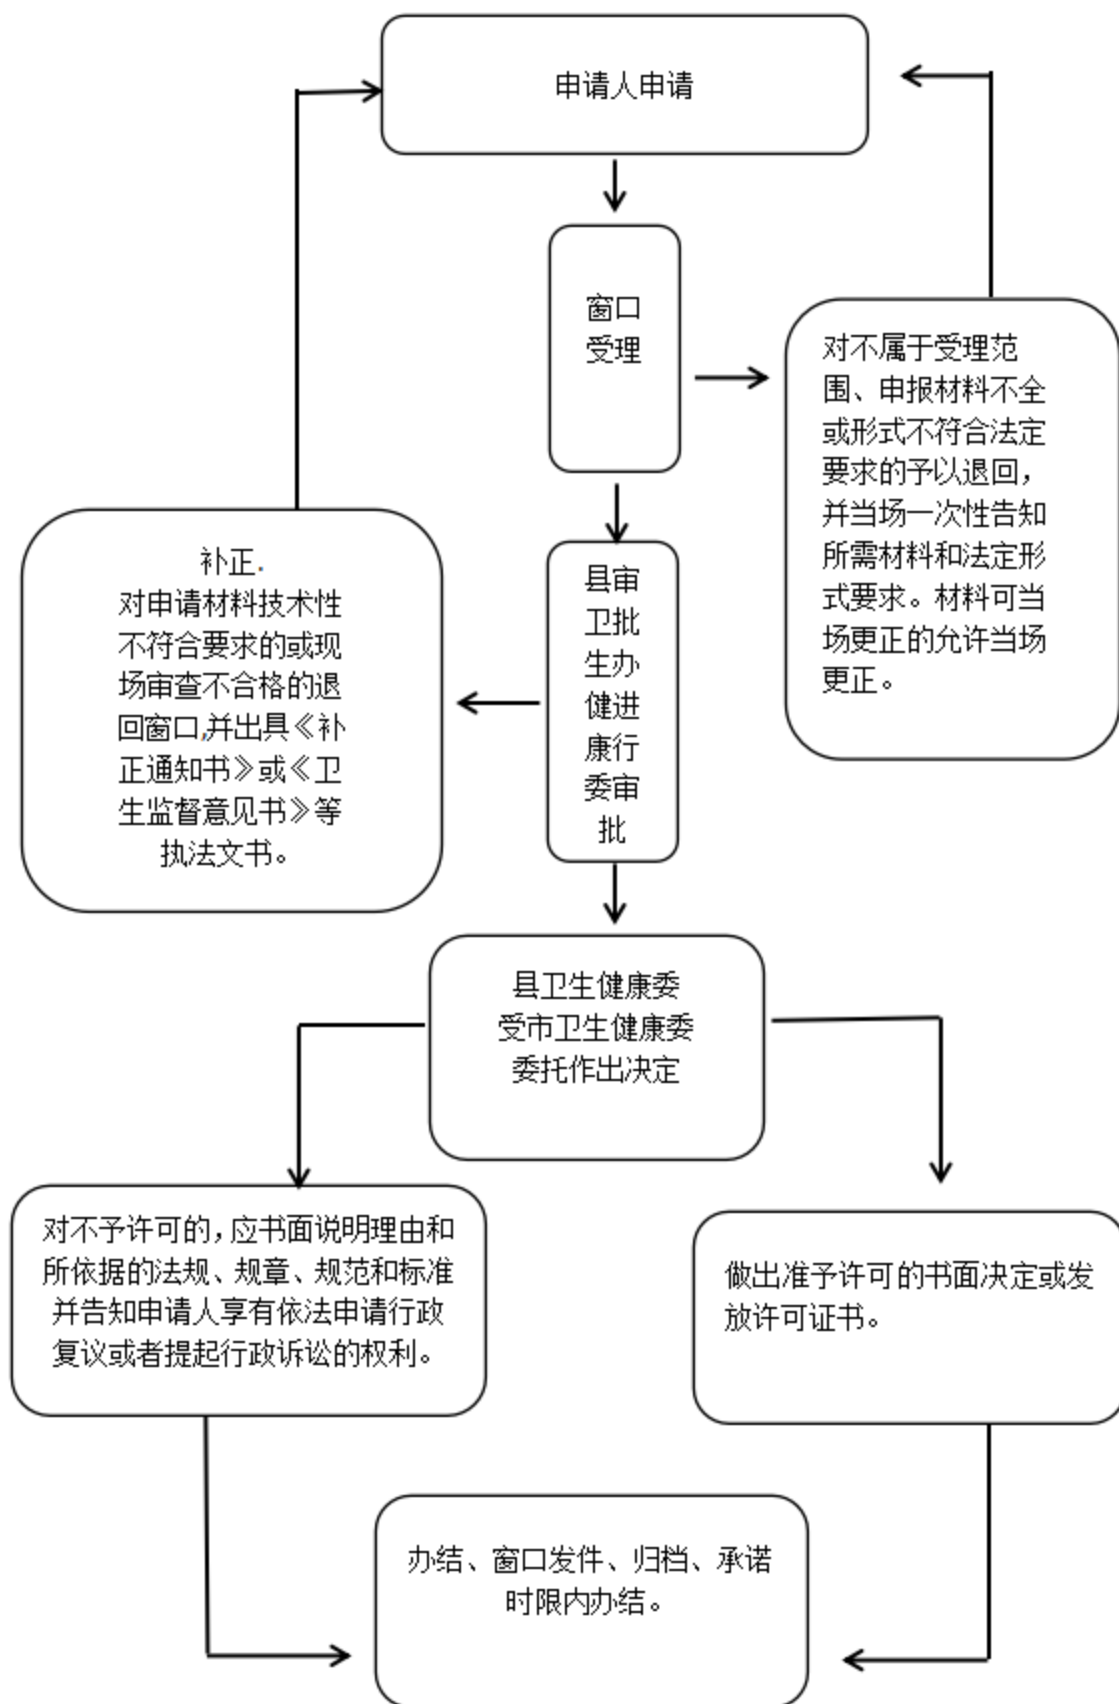 申请人申请
窗口
受理
对不属于受理范
围、申报材料不全
或形式不符合法定
要求的予以退回，
并当场一次性告知
所需材料和法定形
式要求。材料可当
场更正的允许当场
更正。
县审
卫批
生办
健进
康行
委审
批
补正.
对申请材料技术性
不符合要求的或现
场审查不合格的退
回窗口,并出具《补
正通知书》或《卫
生监督意见书》等
执法文书。
县卫生健康委
受市卫生健康委
委托作出决定
对不予许可的，应书面说明理由和
所依据的法规、规章、规范和标准
并告知申请人享有依法申请行政
复议或者提起行政诉讼的权利。
做出准予许可的书面决定或发
放许可证书。
办结、窗口发件、归档、承诺
时限内办结。